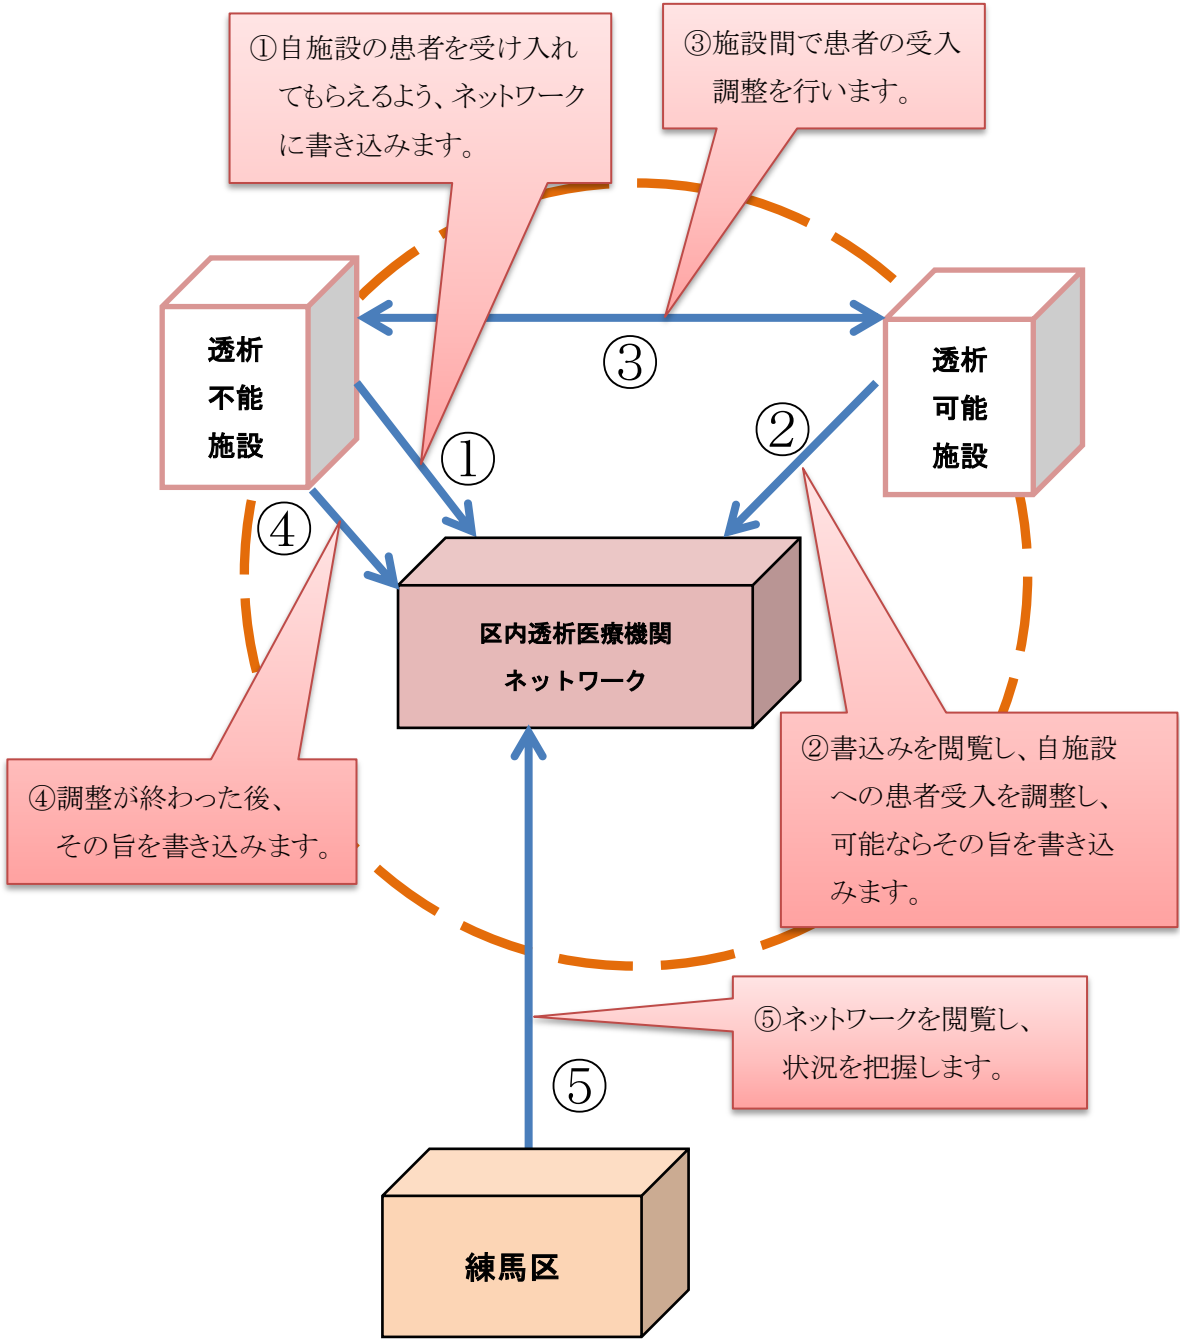 ①自施設の患者を受け入れ
てもらえるよう、ネットワーク
に書き込みます。
③施設間で患者の受入
調整を行います。
透析
不能
施設
③
透析
可能
施設
②
①
④
区内透析医療機関
ネットワーク
②書込みを閲覧し、自施設
への患者受入を調整し、
可能ならその旨を書き込
みます。
④調整が終わった後、
その旨を書き込みます。
⑤ネットワークを閲覧し、
状況を把握します。
⑤
練馬区